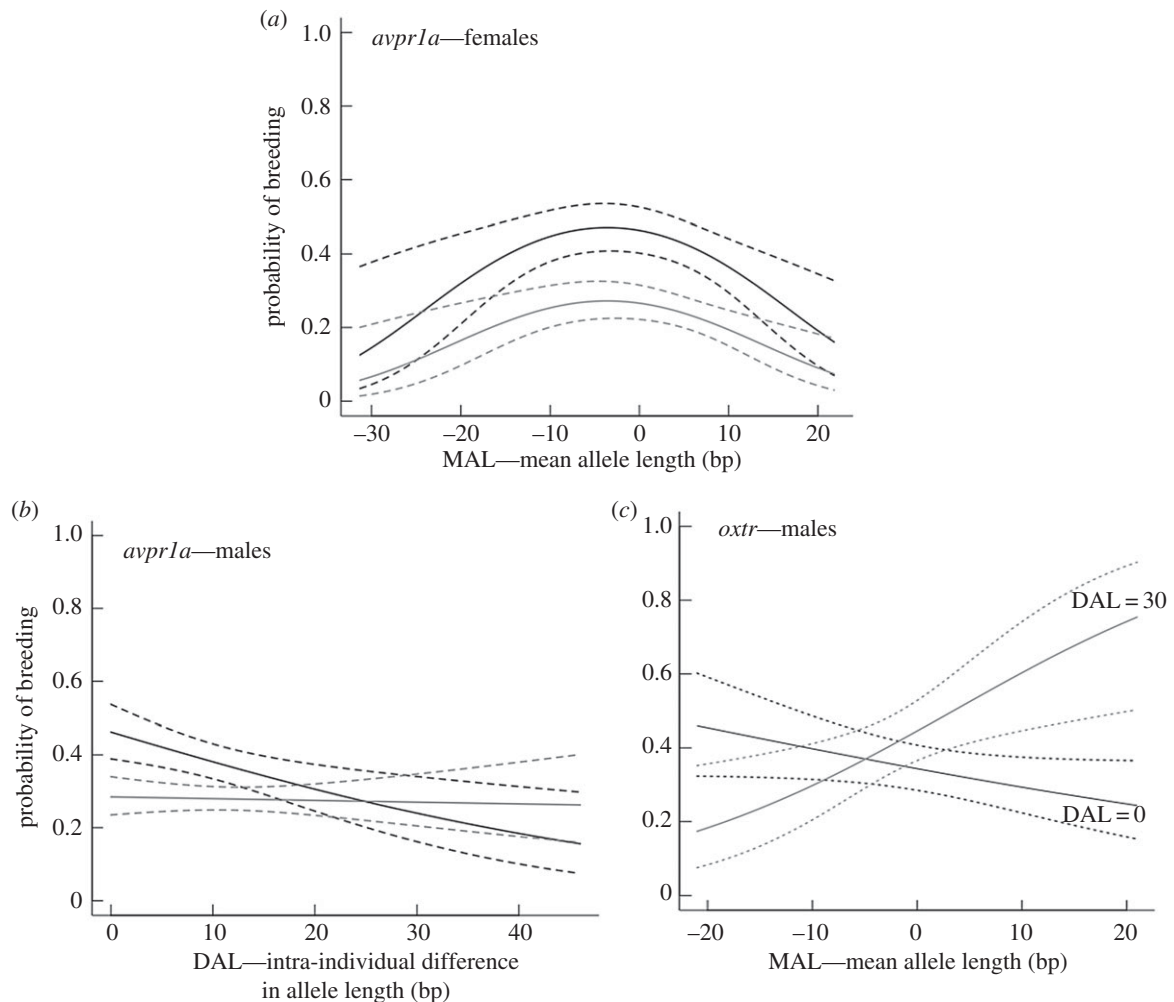 (a)
avpr1a—females
1.0
0.8
0.6
0.4
0.2
0
probability of breeding
–30 –20 –10 0 10 20
MAL—mean allele length (bp)
(b)
avpr1a—males
1.0
0.8
0.6
0.4
0.2
0
probability of breeding
0 10 20 30 40
DAL—intra-individual difference
in allele length (bp)
(c)
oxtr—males
1.0
0.8
0.6
0.4
0.2
0
DAL = 30
DAL = 0
–20 –10 0 10 20
MAL—mean allele length (bp)